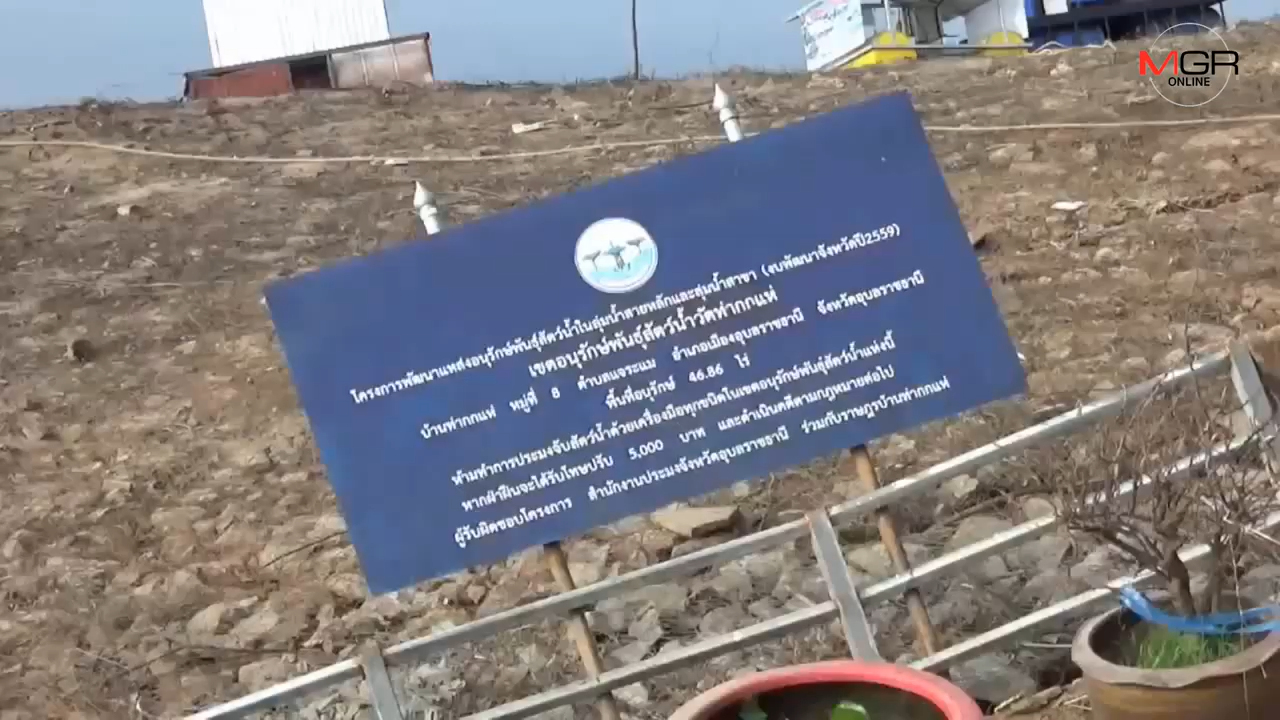 MGR
ONLINE
โครงการพัฒนาแหล่งอนุรักษ์พันธุ์สัตว์น้ำในลุ่มน้ำสายหลักและลุ่มน้ำสาขา (งบพัฒนาจังหวัดปี2559)
เขตอนุรักษ์พันธุ์สัตว์น้ำวัดท่ากกแห่
บ้านท่ากกแห่ หมู่ที่ 8 ตำบลแจระแม อำเภอเมืองอุบลราชธานี จังหวัดอุบลราชธานี
พื้นที่อนุรักษ์ 46.86 ไร่
ห้ามทำการประมงจับสัตว์น้ำด้วยเครื่องมือทุกชนิดในเขตอนุรักษ์พันธุ์สัตว์น้ำแห่งนี้
หากฝ่าฝืนจะได้รับโทษปรับ 5,000 บาท และดำเนินคดีตามกฎหมายต่อไป
ผู้รับผิดชอบโครงการ สำนักงานประมงจังหวัดอุบลราชธานี ร่วมกับราษฎรบ้านท่ากกแห่